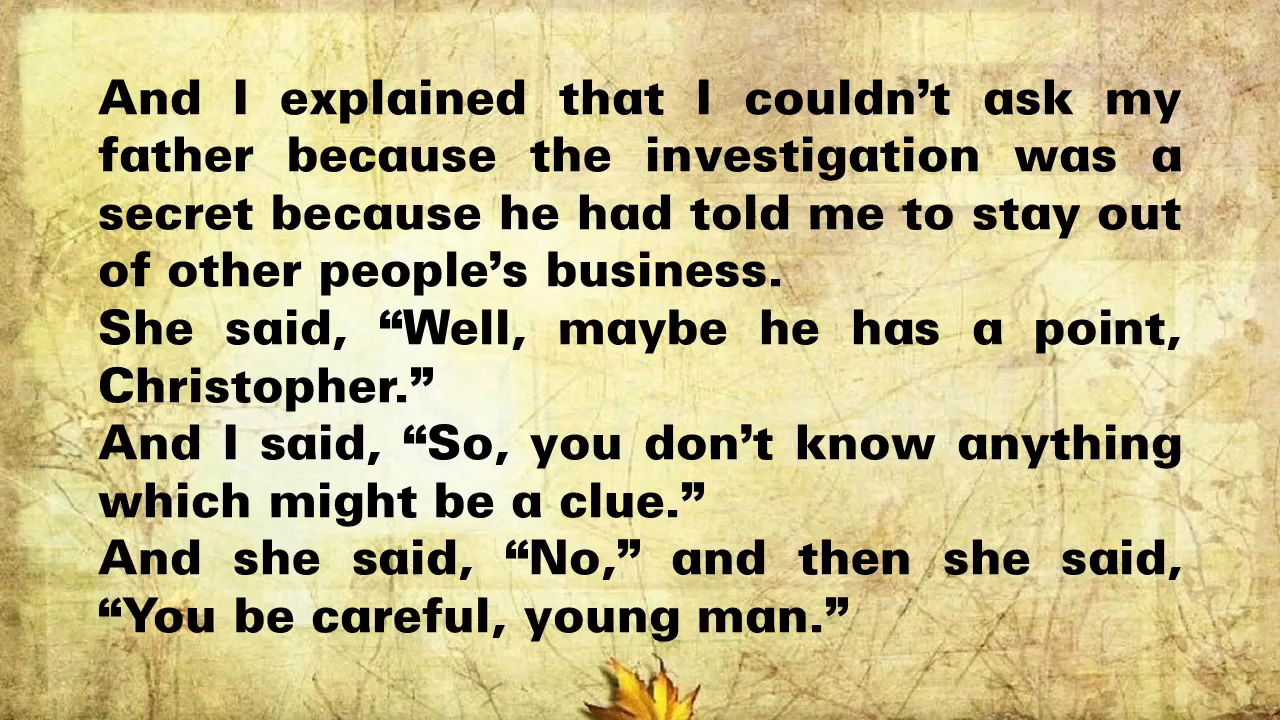 And I explained that I couldn’t ask my
father because the investigation was a
secret because he had told me to stay out
of other people’s business.
She said, “Well, maybe he has a point,
Christopher.”
And I said, “So, you don’t know anything
which might be a clue.”
And she said, “No,” and then she said,
“You be careful, young man.”